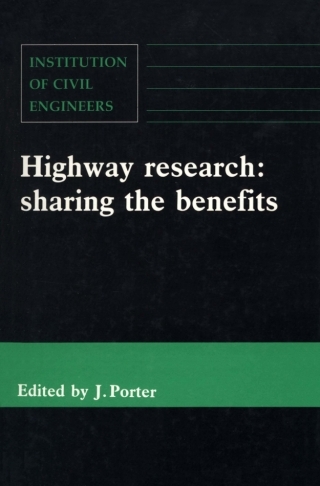 INSTITUTION
OF CIVIL
ENGINEERS
Highway research:
sharing the benefits
Edited by J. Porter